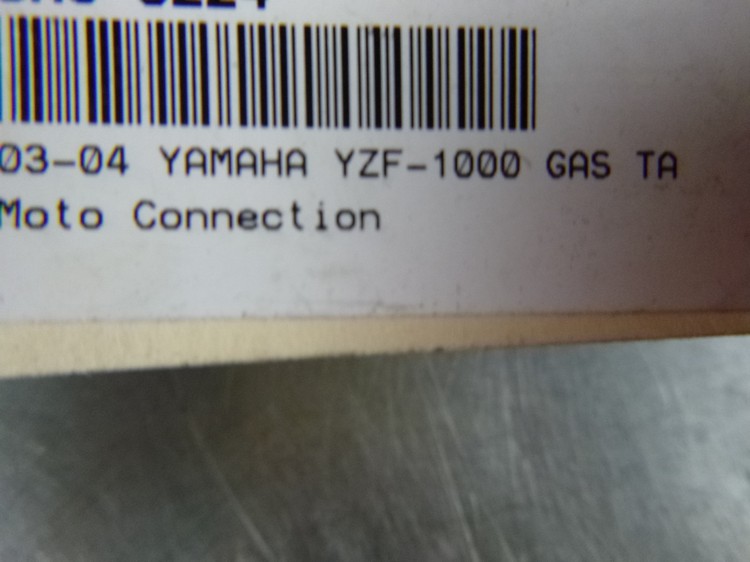 03-04 YAMAHA YZF-1000 GAS TA
Moto Connection